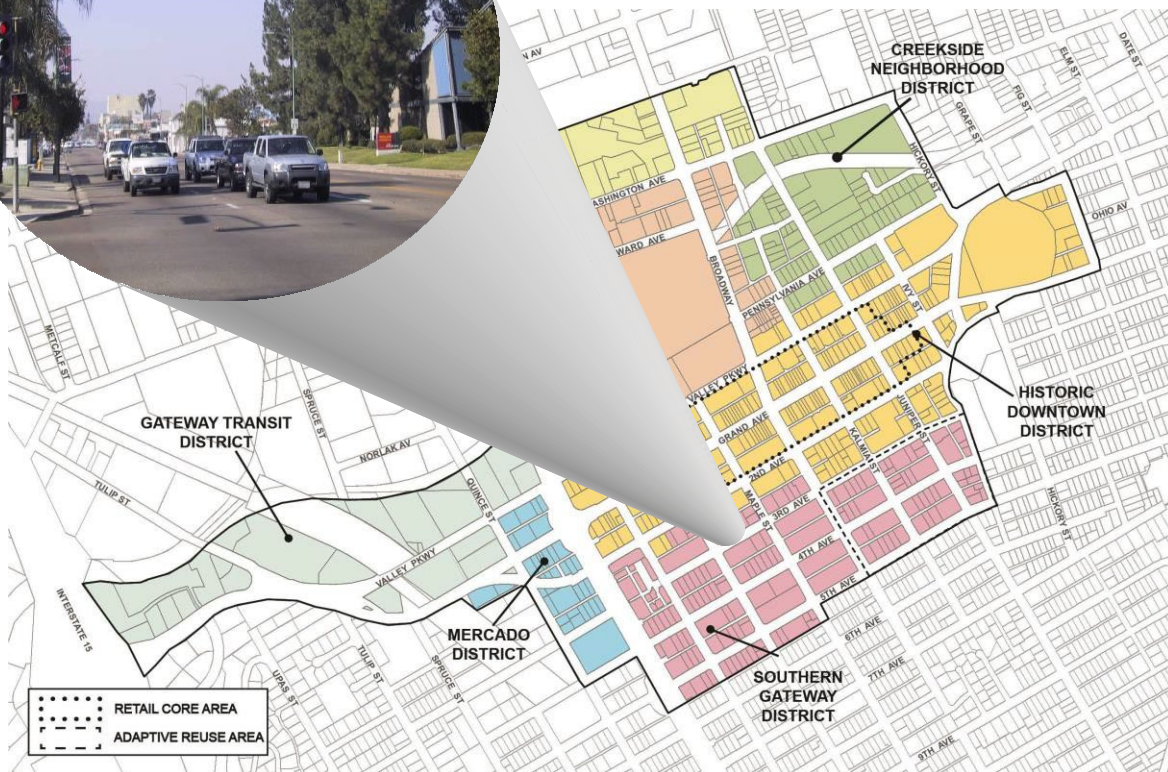 N AV
CREEKSIDE
NEIGHBORHOOD
DISTRICT
ELM ST
DATE ST
FIG ST
GRAPE ST
HICKORY ST
ASHINGTON AVE
WARD AVE
BROADWAY
PENNSYLVANIA AVE
IVY ST
OHIO AV
METCALF ST
SPRUCE ST
VALLEY PKWY
GRAND AVE
2ND AVE
KALMIA ST
JUNIPER ST
HISTORIC
DOWNTOWN
DISTRICT
GATEWAY TRANSIT
DISTRICT
NORLAK AV
TULIP ST
QUINCE ST
MAPLE ST
3RD AVE
4TH AVE
5TH AVE
HICKORY ST
VALLEY PKWY
INTERSTATE 15
MERCADO
DISTRICT
6TH AVE
7TH AVE
TULIP ST
SPRUCE ST
UPAS ST
SOUTHERN
GATEWAY
DISTRICT
9TH AVE
RETAIL CORE AREA
ADAPTIVE REUSE AREA